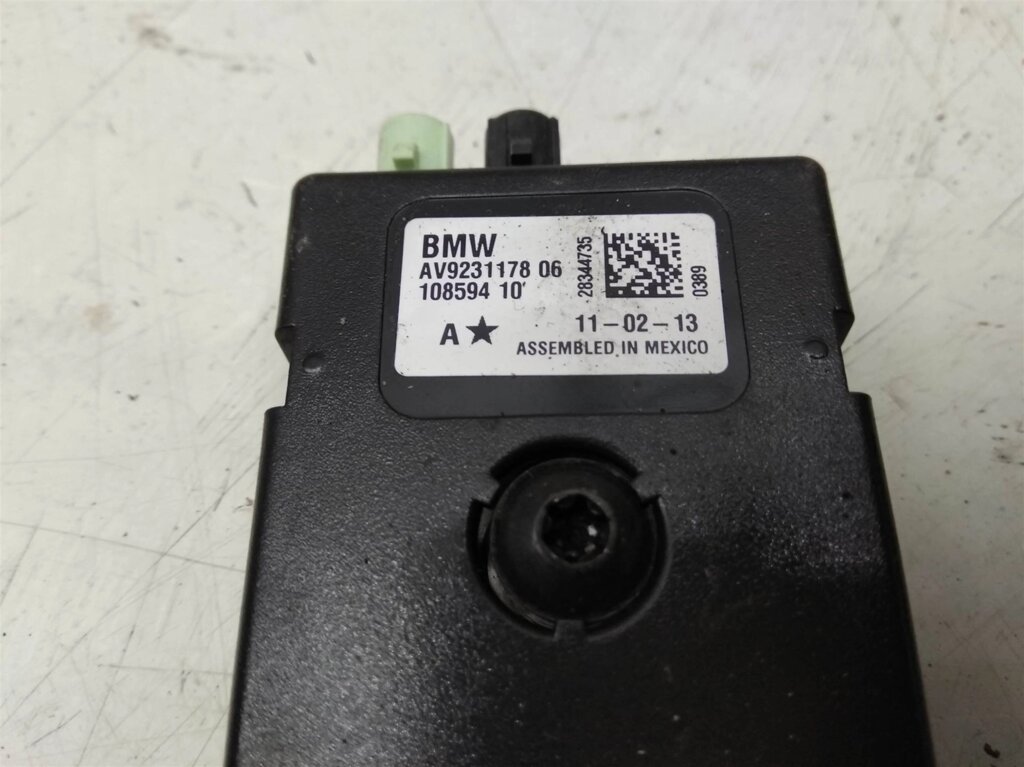 BMW
AV9231178 06
108594 10'
28344735
0389
A★ 11-02-13
ASSEMBLED IN MEXICO